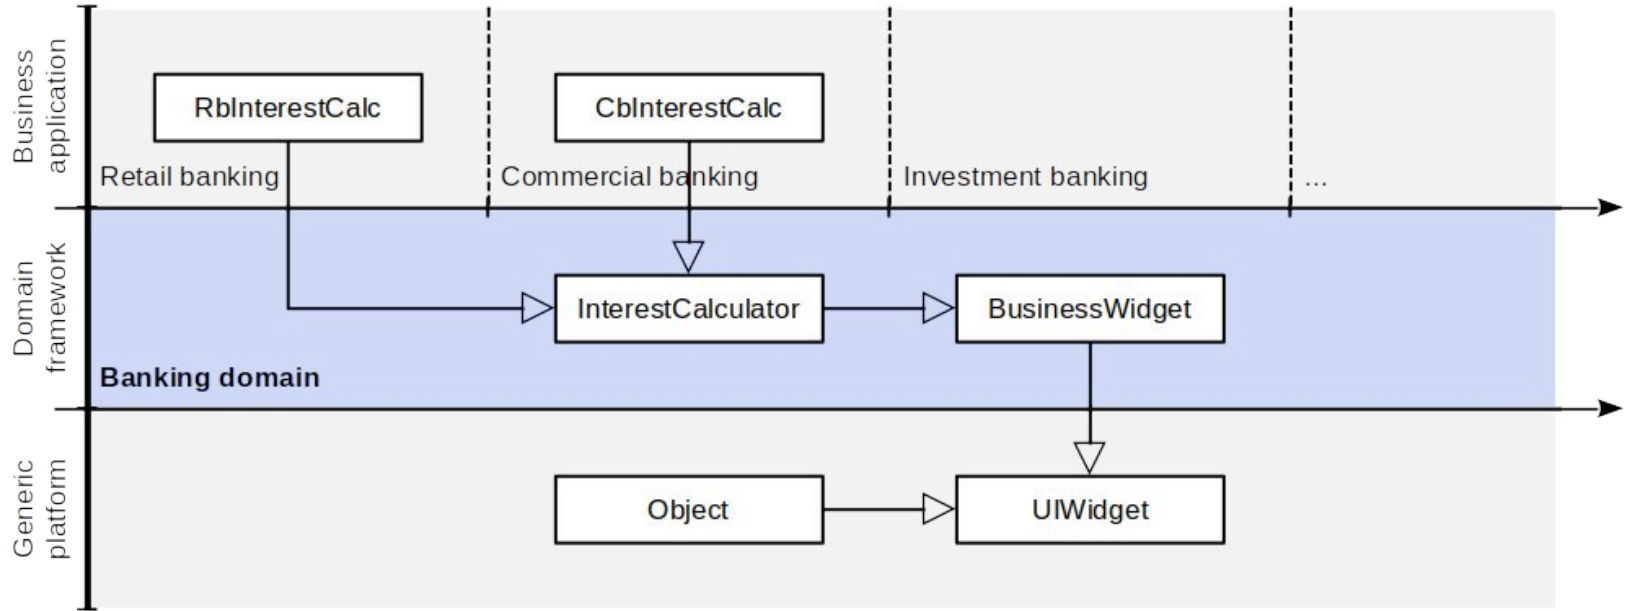 Business
application
RbInterestCalc
CbInterestCalc
Retail banking
Commercial banking
Investment banking
...
Domain
framework
InterestCalculator
BusinessWidget
Banking domain
Generic
platform
Object
UIWidget